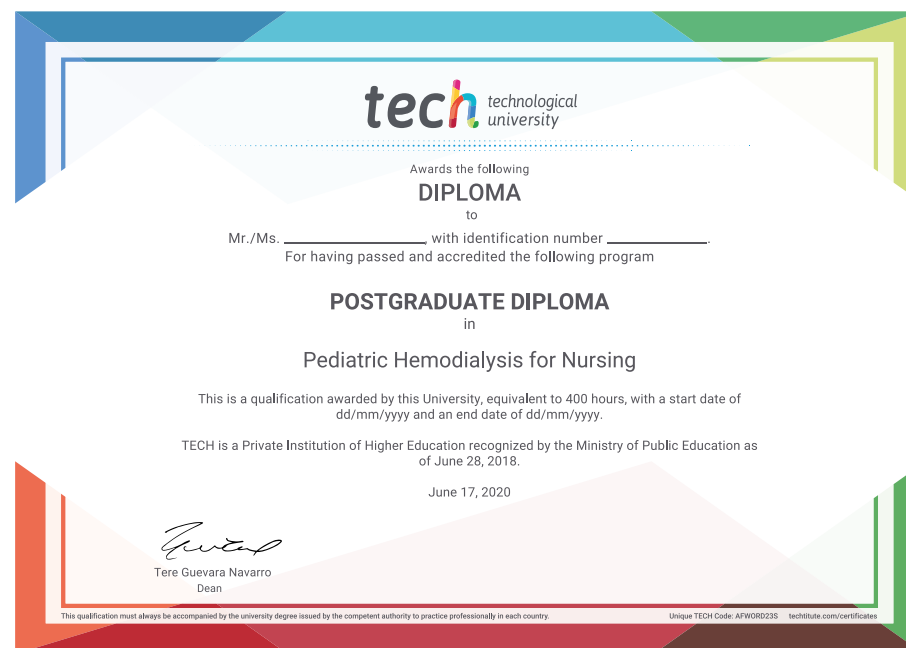 tech technological
university
Awards the following
DIPLOMA
to
Mr./Ms. ____________, with identification number ____________.
For having passed and accredited the following program
POSTGRADUATE DIPLOMA
in
Pediatric Hemodialysis for Nursing
This is a qualification awarded by this University, equivalent to 400 hours, with a start date of
dd/mm/yyyy and an end date of dd/mm/yyyy.
TECH is a Private Institution of Higher Education recognized by the Ministry of Public Education as
of June 28, 2018.
June 17, 2020
Tere Guevara Navarro
Dean
This qualification must always be accompanied by the university degree issued by the competent authority to practice professionally in each country. Unique TECH Code: AFWORD23S techtitute.com/certificates